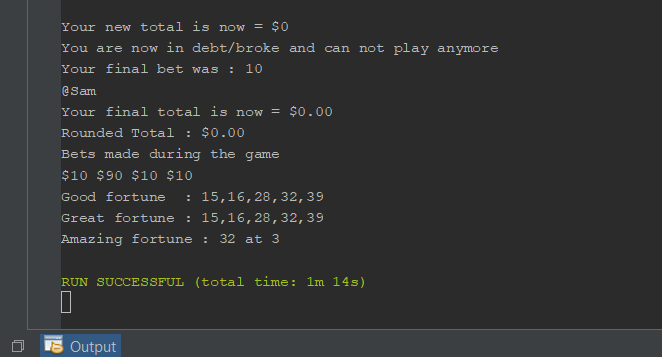 Your new total is now = $0
You are now in debt/broke and can not play anymore
Your final bet was : 10
@Sam
Your final total is now = $0.00
Rounded Total : $0.00
Bets made during the game
$10 $90 $10 $10
Good fortune  : 15,16,28,32,39
Great fortune : 15,16,28,32,39
Amazing fortune : 32 at 3
RUN SUCCESSFUL (total time: 1m 14s)
Output